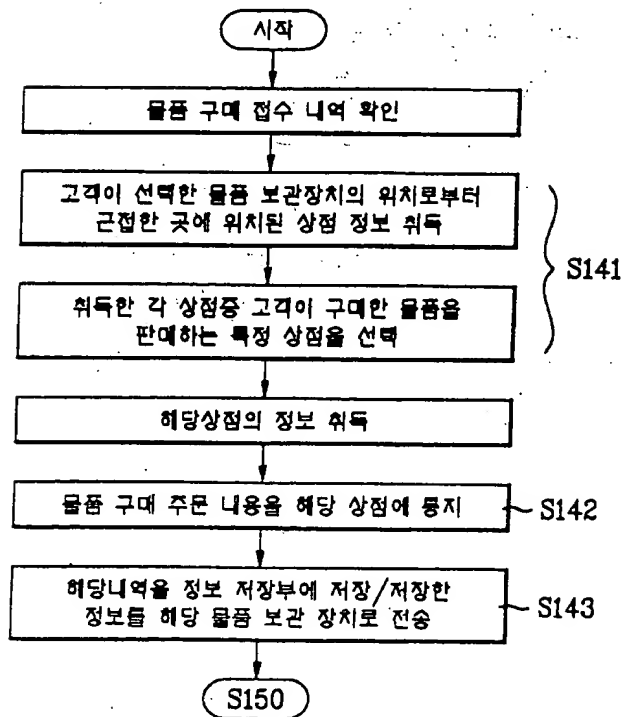 시작
물품 구매 접수 내역 확인
고객이 선택한 물품 보관장치의 위치로부터
근접한 곳에 위치된 상점 정보 취득
S141
취득한 각 상점중 고객이 구매한 물품을
판매하는 특정 상점을 선택
해당상점의 정보 취득
물품 구매 주문 내용을 해당 상점에 통지
S142
해당내역을 정보 저장부에 저장/저장한
정보를 해당 물품 보관 장치로 전송
S143
S150